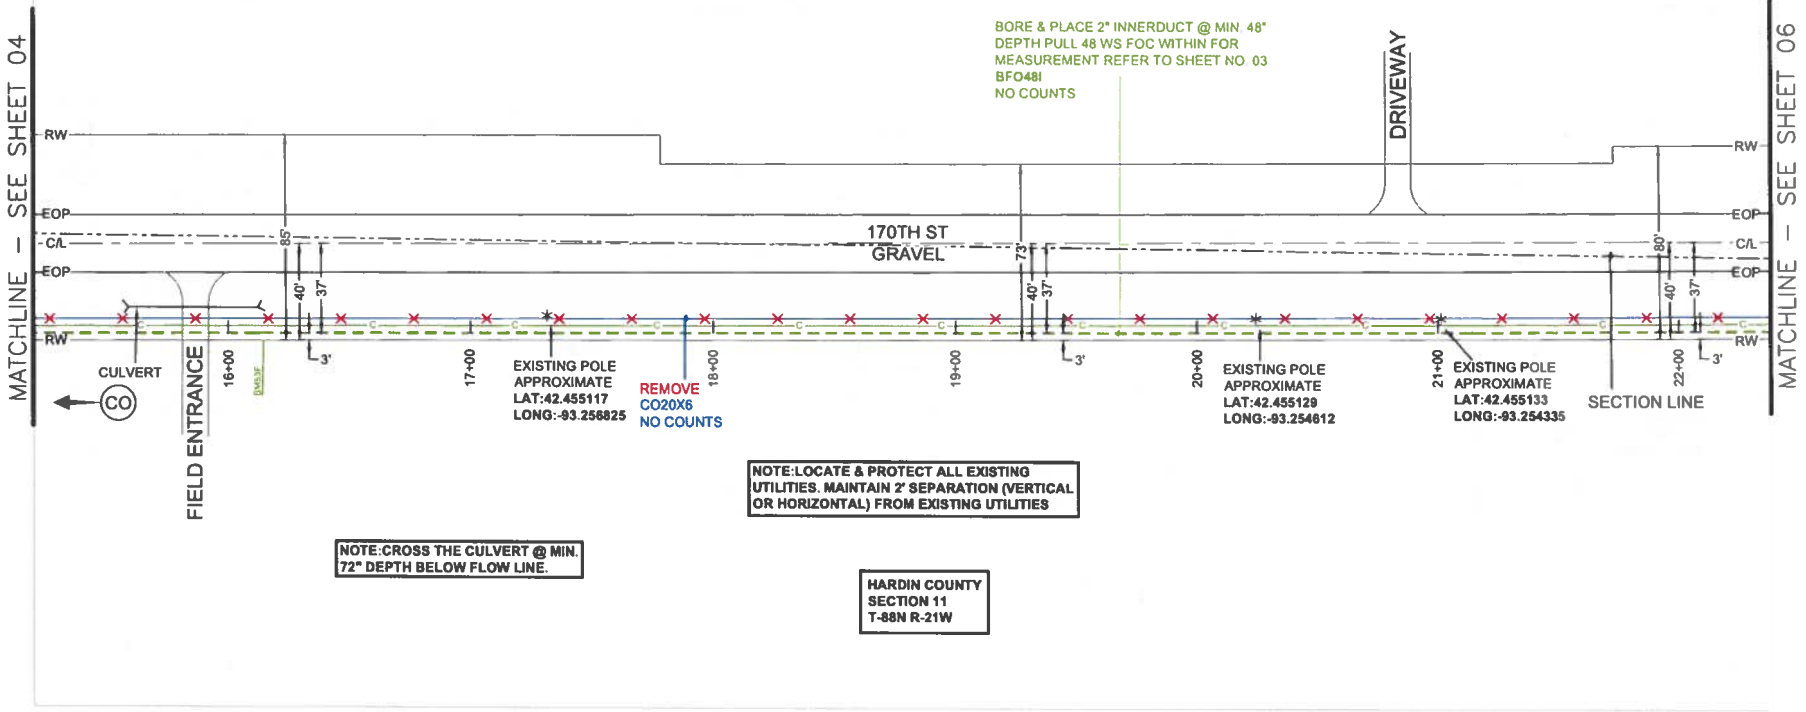 MATCHLINE - SEE SHEET 04
BORE & PLACE 2" INNERDUCT @ MIN. 48"
DEPTH PULL 48 WS FOC WITHIN FOR
MEASUREMENT REFER TO SHEET NO. 03
BFO48I
NO COUNTS
DRIVEWAY
MATCHLINE - SEE SHEET 06
RW
RW
EOP
EOP
C/L
C/L
EOP
EOP
RW
RW
170TH ST
GRAVEL
85'
40'
37'
73'
40'
37'
80'
40'
37'
C
C
C
C
C
C
C
C
C
3'
3'
3'
16+00
17+00
18+00
19+00
20+00
21+00
22+00
CULVERT
CO
FIELD ENTRANCE
EXISTING POLE
APPROXIMATE
LAT:42.455117
LONG:-93.256825
REMOVE
CO20X6
NO COUNTS
EXISTING POLE
APPROXIMATE
LAT:42.455129
LONG:-93.254612
EXISTING POLE
APPROXIMATE
LAT:42.455133
LONG:-93.254335
SECTION LINE
NOTE:LOCATE & PROTECT ALL EXISTING
UTILITIES. MAINTAIN 2' SEPARATION (VERTICAL
OR HORIZONTAL) FROM EXISTING UTILITIES
NOTE:CROSS THE CULVERT @ MIN.
72" DEPTH BELOW FLOW LINE.
HARDIN COUNTY
SECTION 11
T-88N R-21W